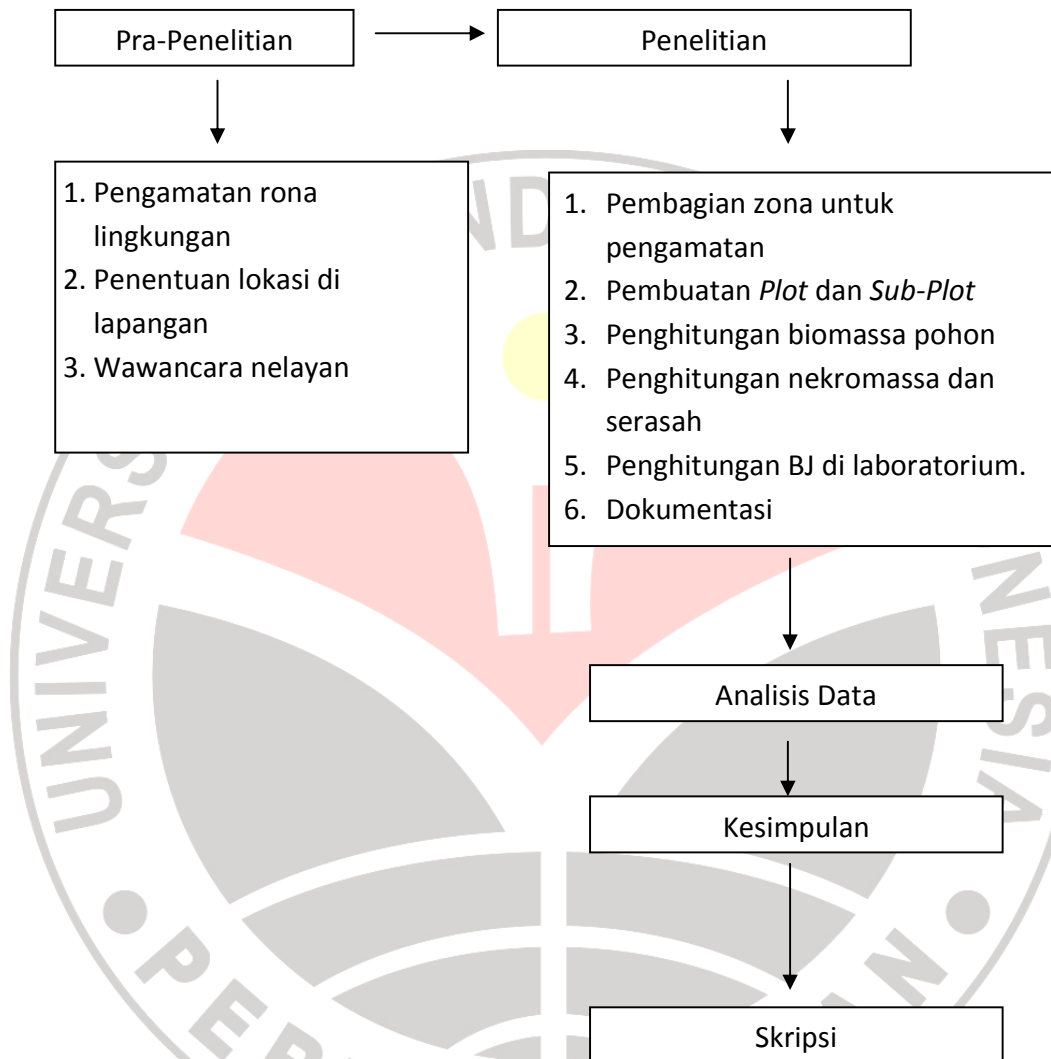 Pra-Penelitian
Penelitian
1. Pengamatan rona
lingkungan
2. Penentuan lokasi di
lapangan
3. Wawancara nelayan
1. Pembagian zona untuk
pengamatan
2. Pembuatan Plot dan Sub-Plot
3. Penghitungan biomassa pohon
4. Penghitungan nekromassa dan
serasah
5. Penghitungan BJ di laboratorium.
6. Dokumentasi
Analisis Data
Kesimpulan
Skripsi